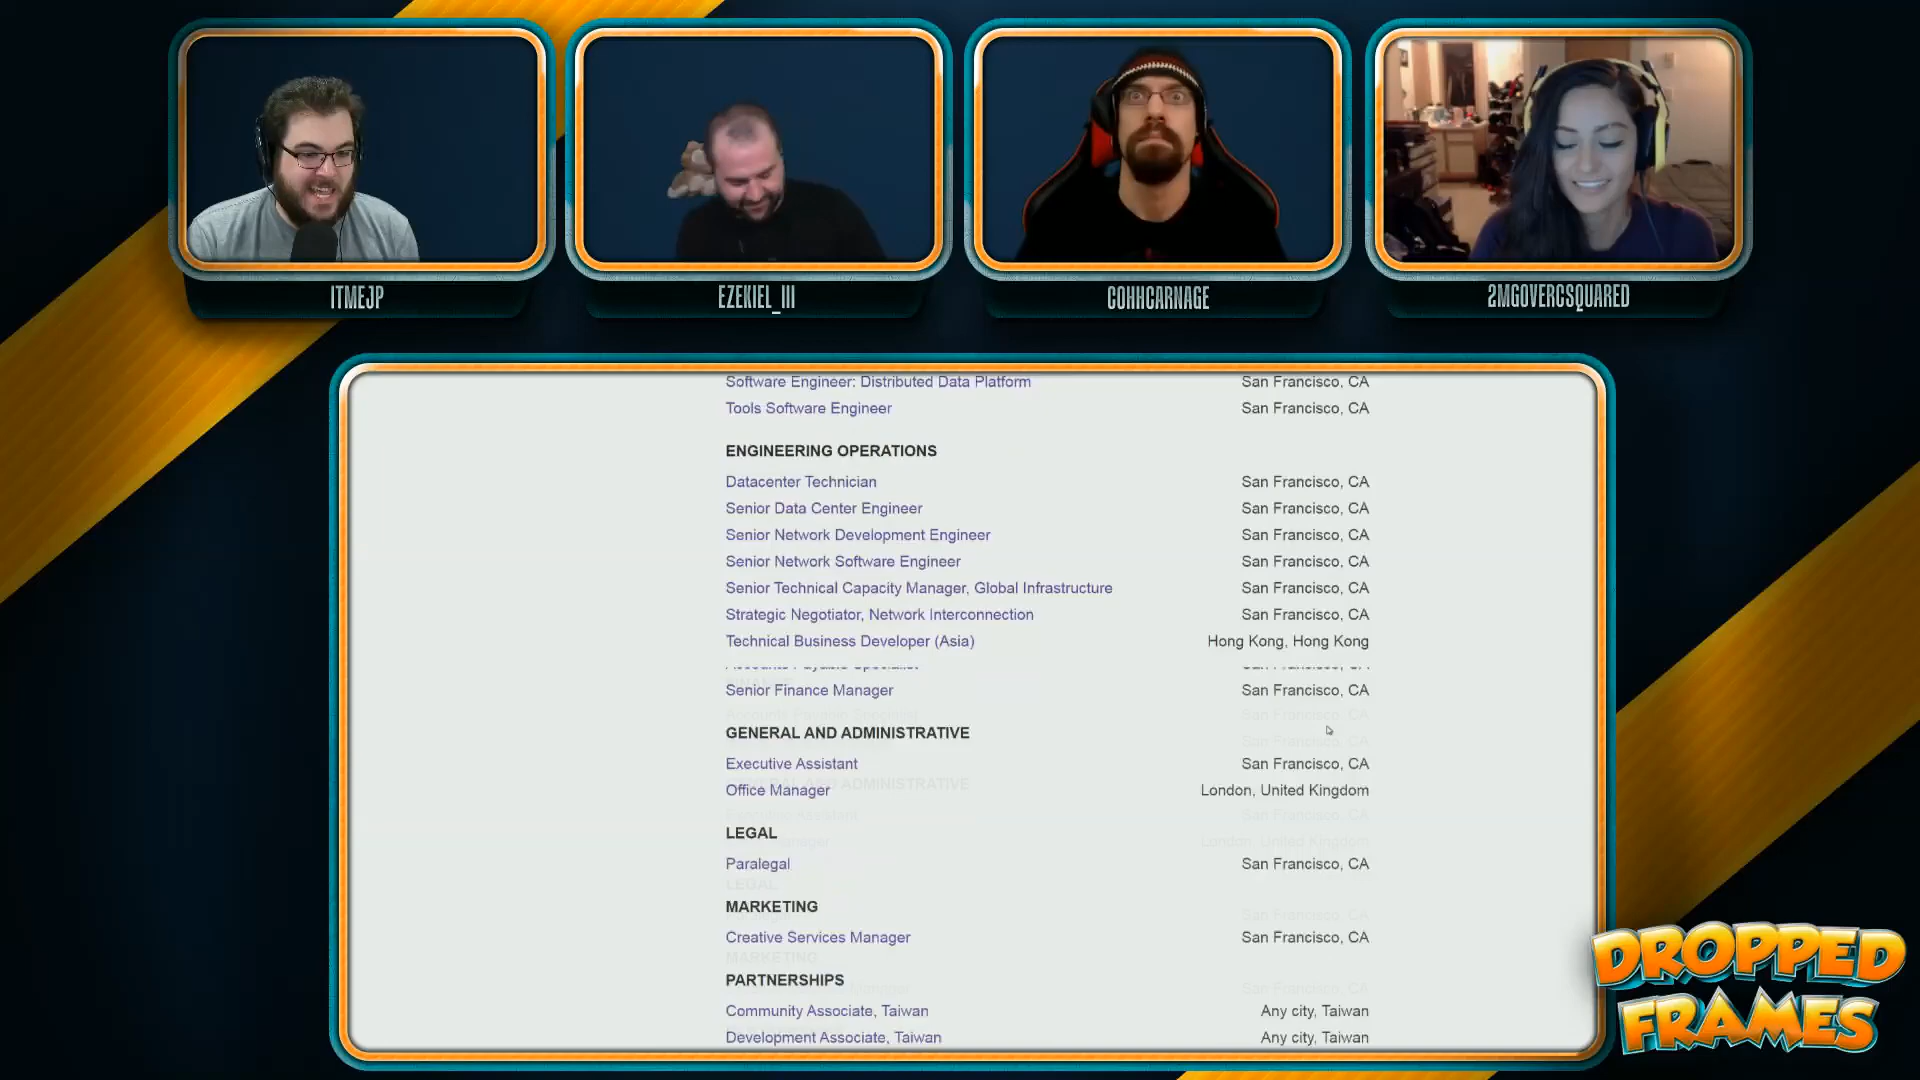 ITMEJP
EZEKIEL_III
COHHCARNAGE
2MGOVERCSQUARED
Software Engineer: Distributed Data Platform San Francisco, CA
Tools Software Engineer San Francisco, CA
ENGINEERING OPERATIONS
Datacenter Technician San Francisco, CA
Senior Data Center Engineer San Francisco, CA
Senior Network Development Engineer San Francisco, CA
Senior Network Software Engineer San Francisco, CA
Senior Technical Capacity Manager, Global Infrastructure San Francisco, CA
Strategic Negotiator, Network Interconnection San Francisco, CA
Technical Business Developer (Asia) Hong Kong, Hong Kong
Accounts Payable Specialist San Francisco, CA
Senior Finance Manager San Francisco, CA
GENERAL AND ADMINISTRATIVE
Executive Assistant San Francisco, CA
Office Manager London, United Kingdom
LEGAL
Paralegal San Francisco, CA
MARKETING
Creative Services Manager San Francisco, CA
PARTNERSHIPS
Community Associate, Taiwan Any city, Taiwan
Development Associate, Taiwan Any city, Taiwan
DROPPED
FRAMES